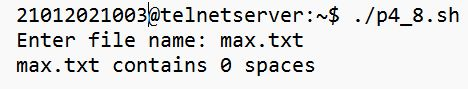 21012021003@telnetserver:~$ ./p4_8.sh
Enter file name: max.txt
max.txt contains 0 spaces